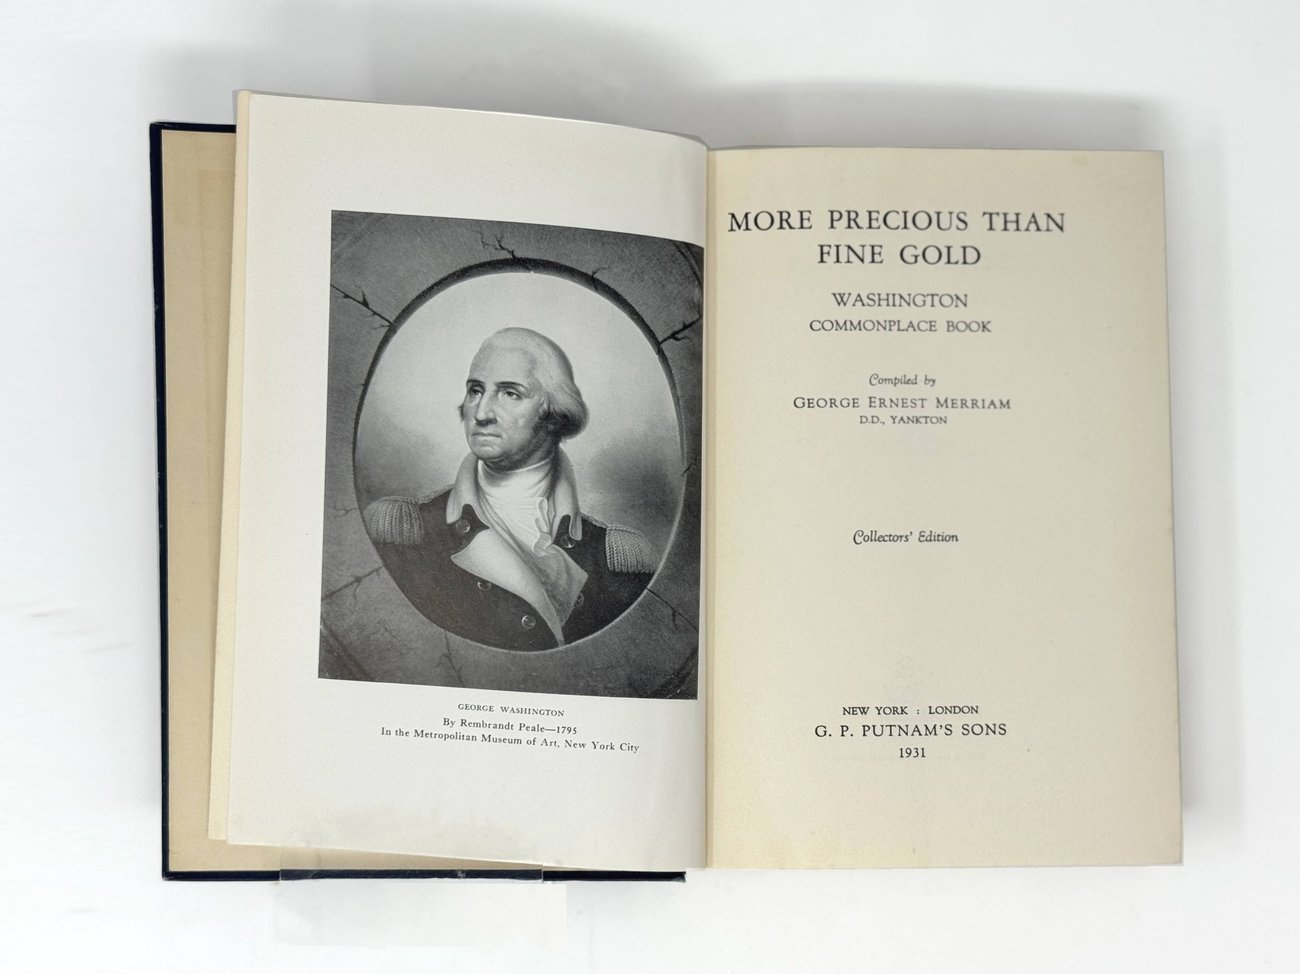 GEORGE WASHINGTON
By Rembrandt Peale—1795
In the Metropolitan Museum of Art, New York City
MORE PRECIOUS THAN
FINE GOLD
WASHINGTON
COMMONPLACE BOOK
Compiled by
GEORGE ERNEST MERRIAM
D.D., YANKTON
Collectors' Edition
NEW YORK : LONDON
G. P. PUTNAM'S SONS
1931